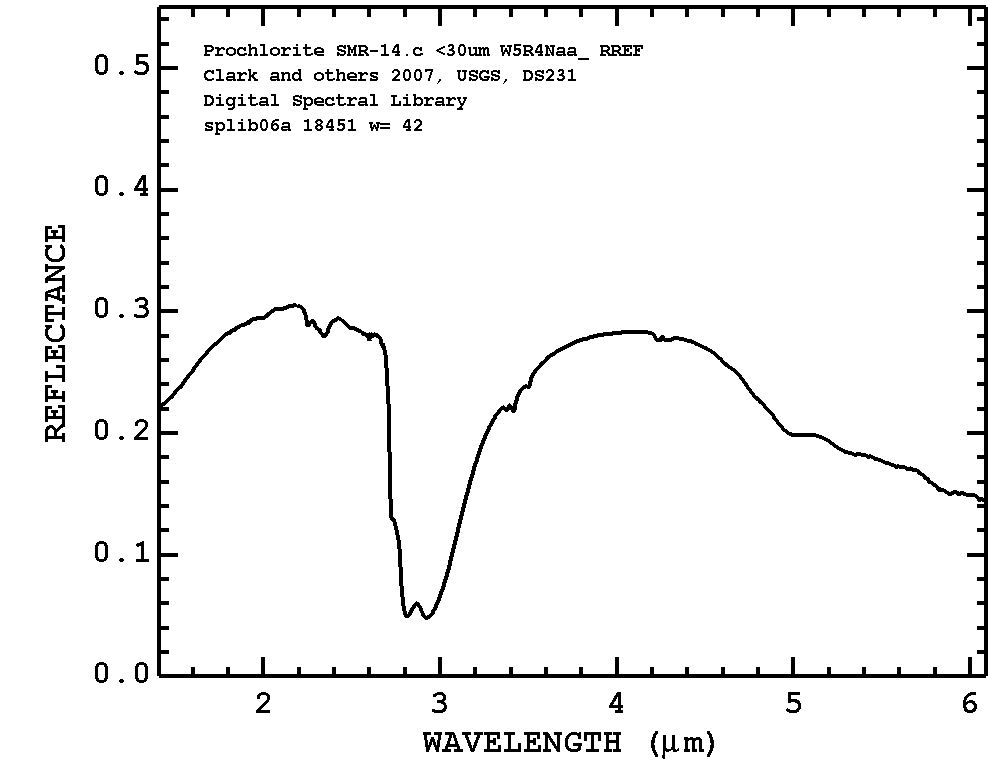 Prochlorite SMR-14.c <30um W5R4Naa_ RREF
Clark and others 2007, USGS, DS231
Digital Spectral Library
splib06a 18451 w= 42
0.5
0.4
0.3
0.2
0.1
0.0
REFLECTANCE
2 3 4 5 6
WAVELENGTH (μm)